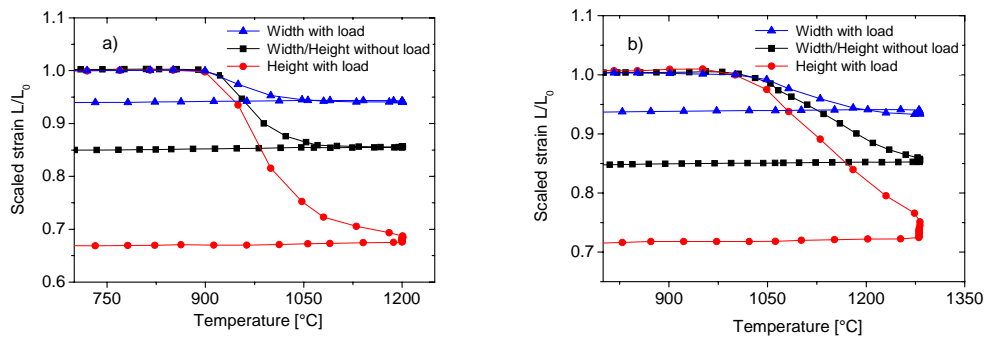 a)
Width with load
Width/Height without load
Height with load
Scaled strain L/L0
1.1
1.0
0.9
0.8
0.7
0.6
750
900
1050
1200
Temperature [°C]
b)
Width with load
Width/Height without load
Height with load
Scaled strain L/L0
1.1
1.0
0.9
0.8
0.7
900
1050
1200
1350
Temperature [°C]